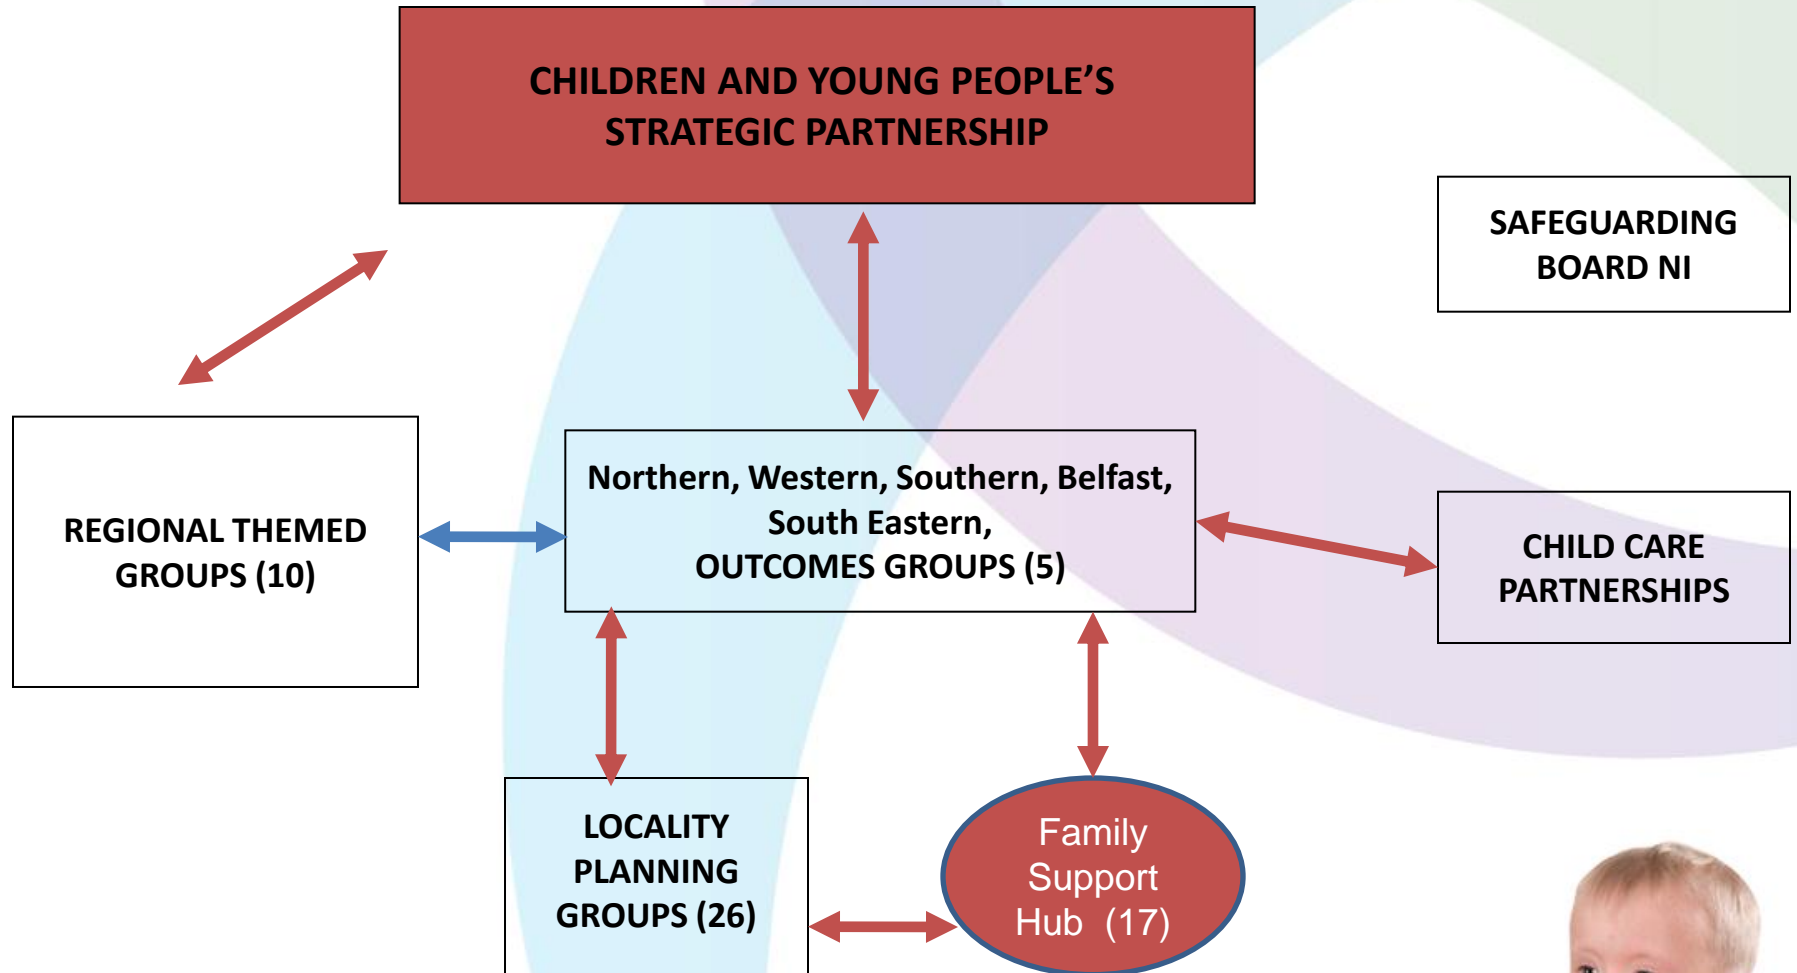 CHILDREN AND YOUNG PEOPLE’S
STRATEGIC PARTNERSHIP
SAFEGUARDING
BOARD NI
REGIONAL THEMED
GROUPS (10)
Northern, Western, Southern, Belfast,
South Eastern,
OUTCOMES GROUPS (5)
CHILD CARE
PARTNERSHIPS
LOCALITY
PLANNING
GROUPS (26)
Family
Support
Hub (17)